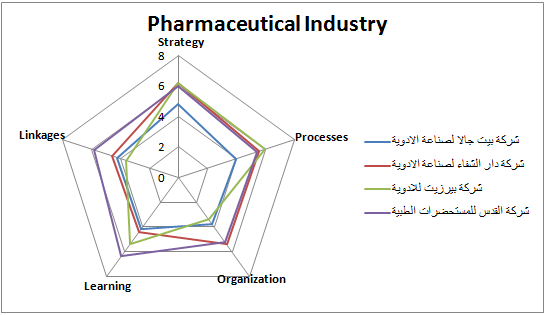 Pharmaceutical Industry
Strategy
8
6
4
2
0
Processes
Organization
Learning
Linkages
شركة بيت جالا لصناعة الادوية
شركة دار الشفاء لصناعة الادوية
شركة بيرزيت للادوية
شركة القدس للمستحضرات الطبية